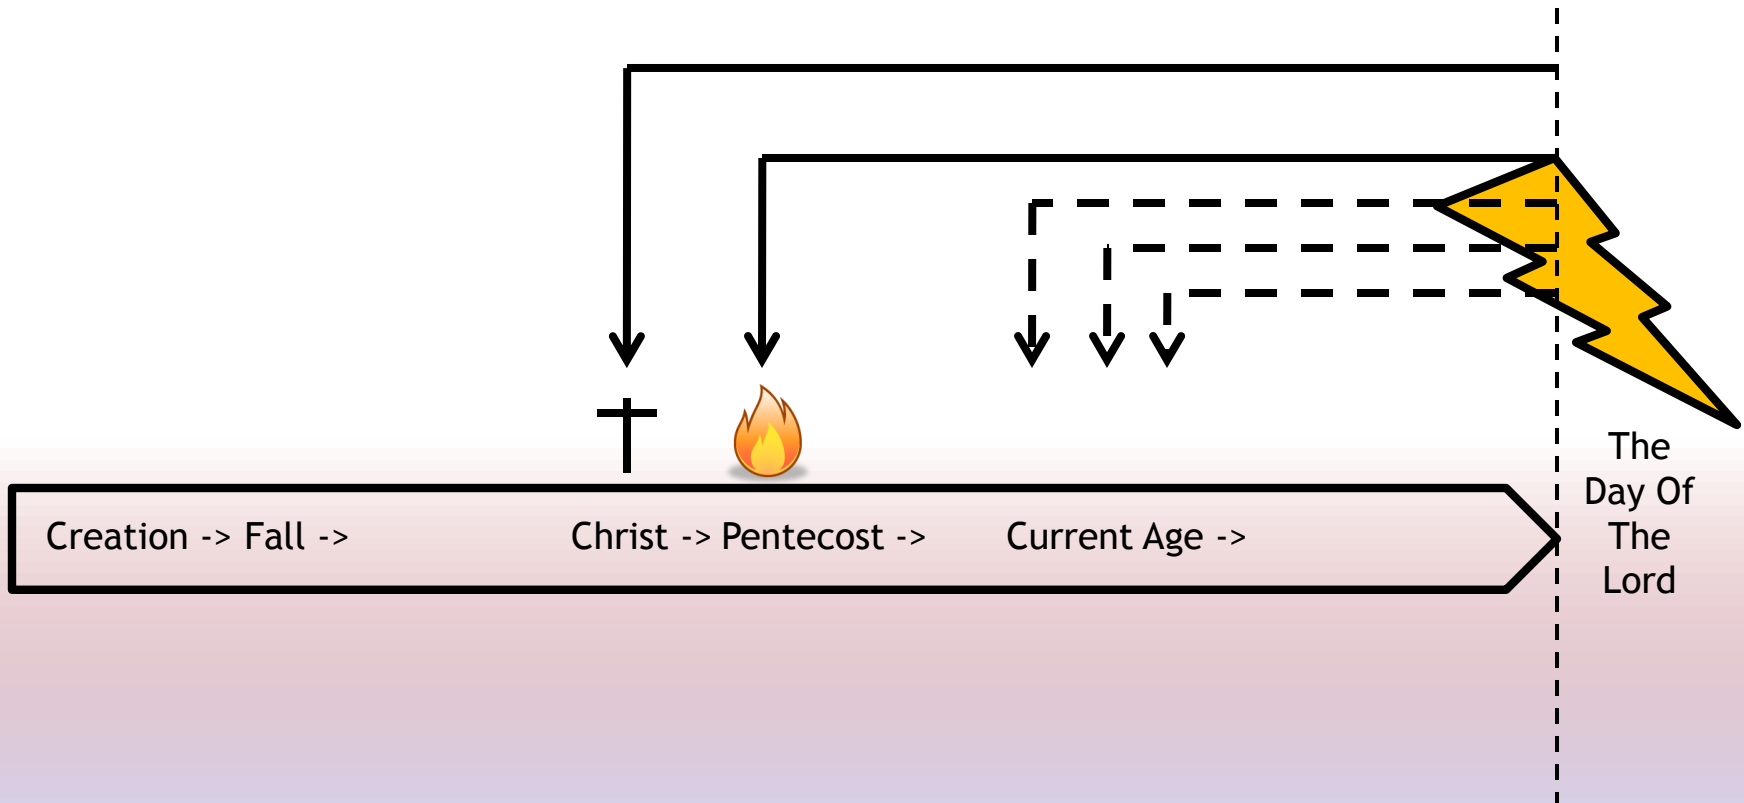 Creation -> Fall -> Christ -> Pentecost -> Current Age ->
The
Day Of
The
Lord